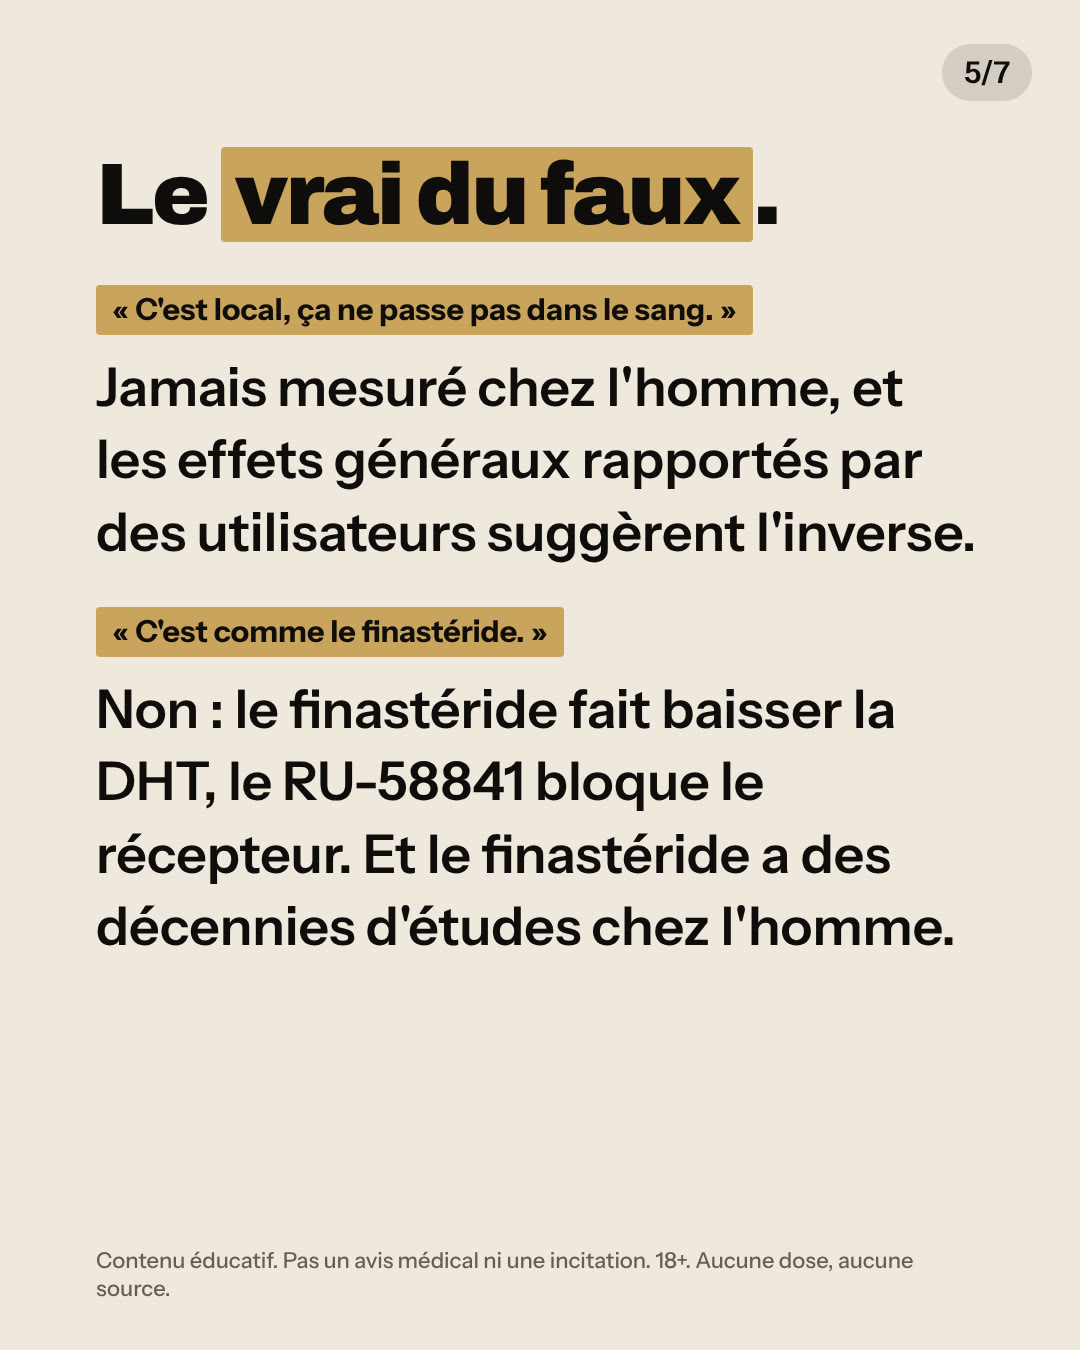 5/7
Le vrai du faux.
« C'est local, ça ne passe pas dans le sang. »
Jamais mesuré chez l'homme, et
les effets généraux rapportés par
des utilisateurs suggèrent l'inverse.
« C'est comme le finastéride. »
Non : le finastéride fait baisser la
DHT, le RU-58841 bloque le
récepteur. Et le finastéride a des
décennies d'études chez l'homme.
Contenu éducatif. Pas un avis médical ni une incitation. 18+. Aucune dose, aucune
source.